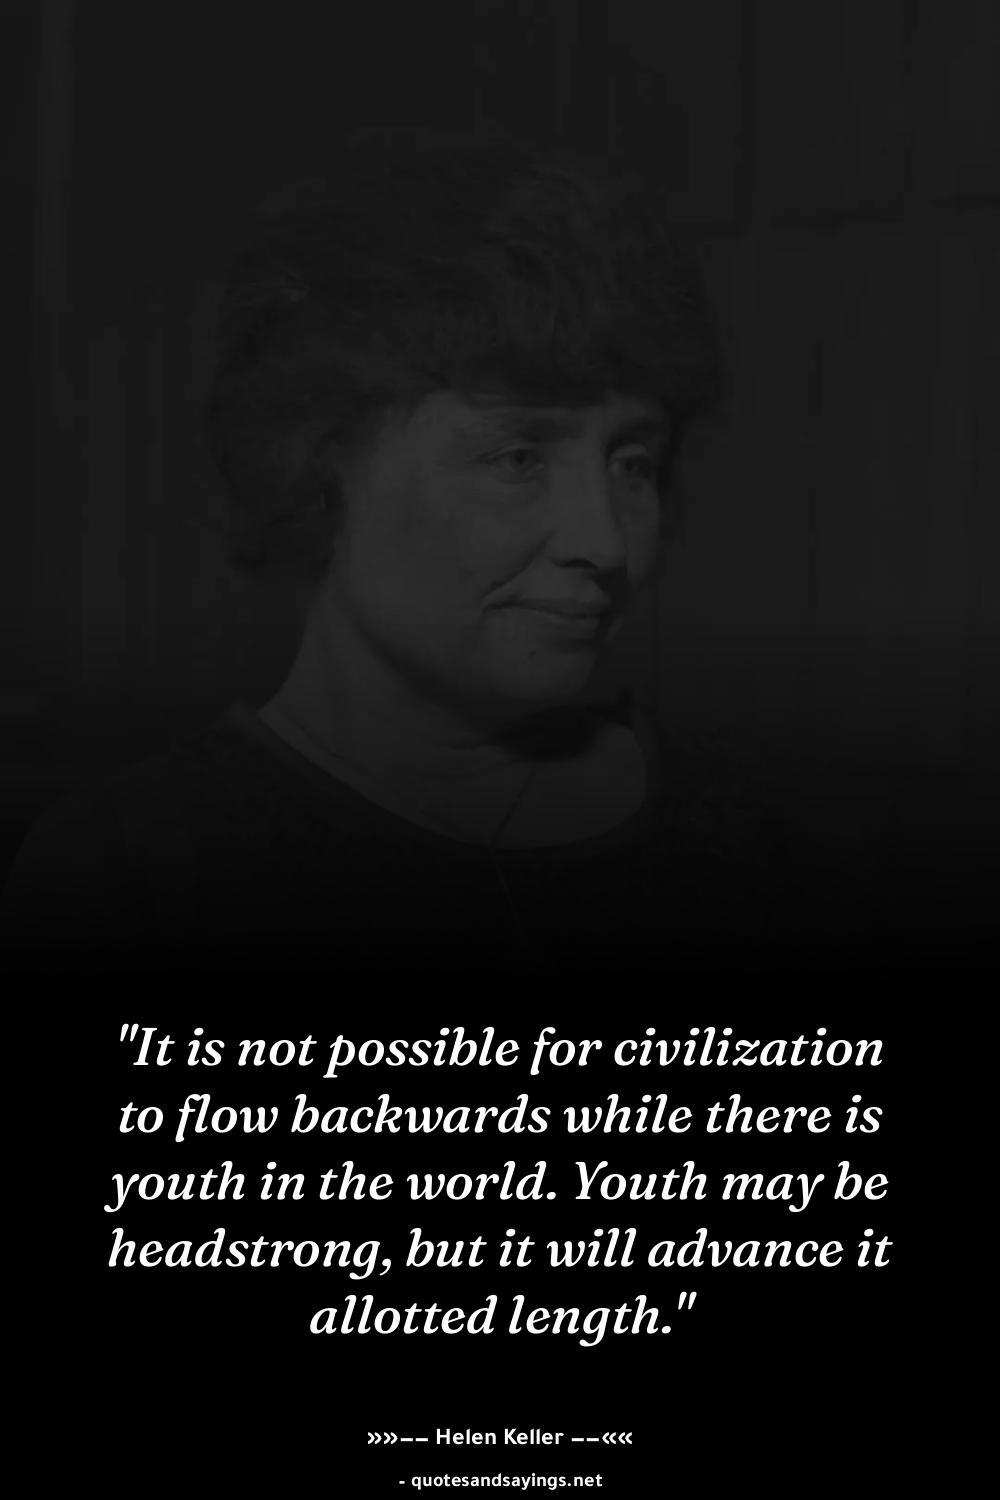 "It is not possible for civilization
to flow backwards while there is
youth in the world. Youth may be
headstrong, but it will advance it
allotted length."
»»–– Helen Keller ––««
- quotesandsayings.net